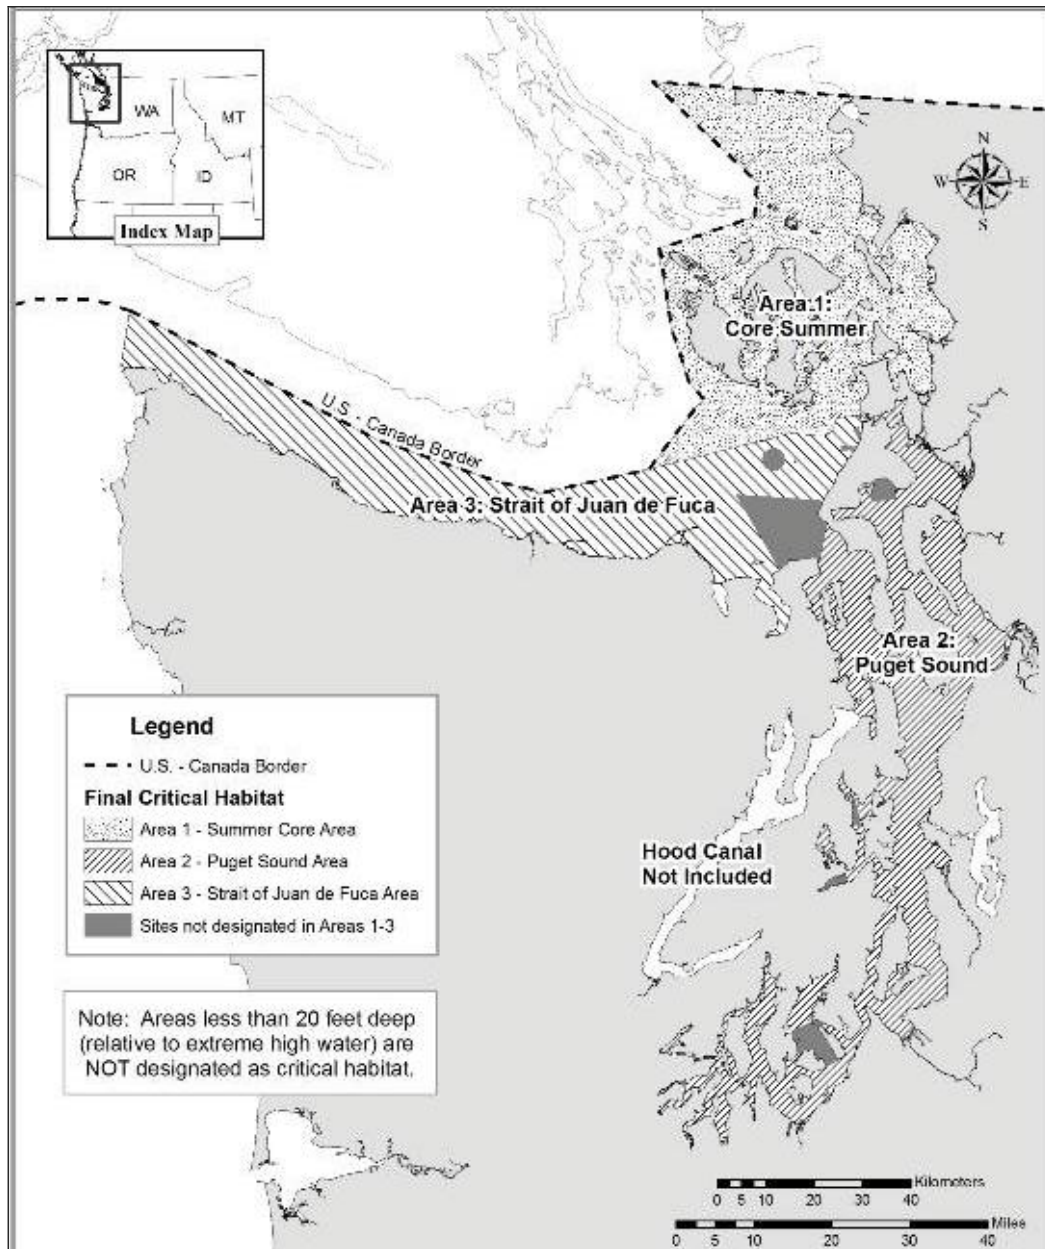 WA
MT
OR
ID
Index Map
N
W
E
S
Area 1:
Core Summer
U.S. - Canada Border
Area 3: Strait of Juan de Fuca
Area 2:
Puget Sound
Hood Canal
Not Included
Legend
U.S. - Canada Border
Final Critical Habitat
Area 1 - Summer Core Area
Area 2 - Puget Sound Area
Area 3 - Strait of Juan de Fuca Area
Sites not designated in Areas 1-3
Note: Areas less than 20 feet deep
(relative to extreme high water) are
NOT designated as critical habitat.
Kilometers
0 5 10 20 30 40
Miles
0 5 10 20 30 40